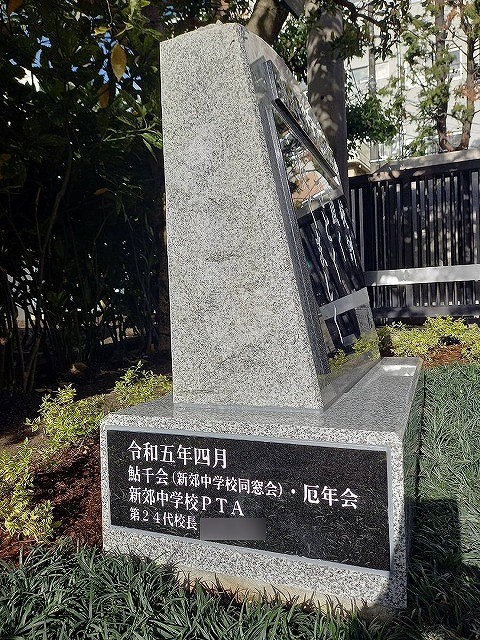 令和五年四月
鮎千会（新郊中学校同窓会）・厄年会
新郊中学校ＰＴＡ
第２４代校長